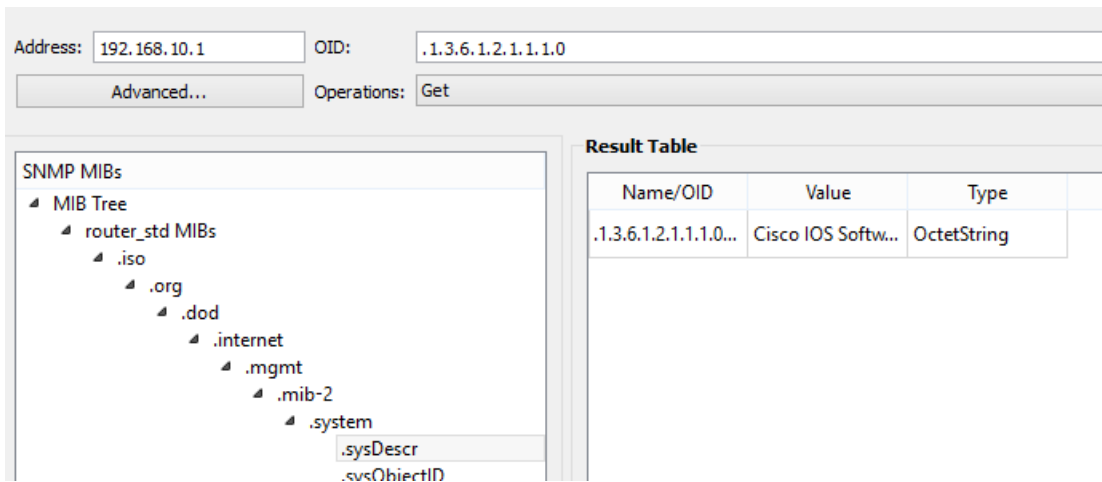 Address: 192.168.10.1 OID: .1.3.6.1.2.1.1.1.0
Advanced... Operations: Get
SNMP MIBs
MIB Tree
router_std MIBs
.iso
.org
.dod
.internet
.mgmt
.mib-2
.system
.sysDescr
.sysObjectID
Result Table
Name/OID Value Type
.1.3.6.1.2.1.1.1.0... Cisco IOS Softw... OctetString